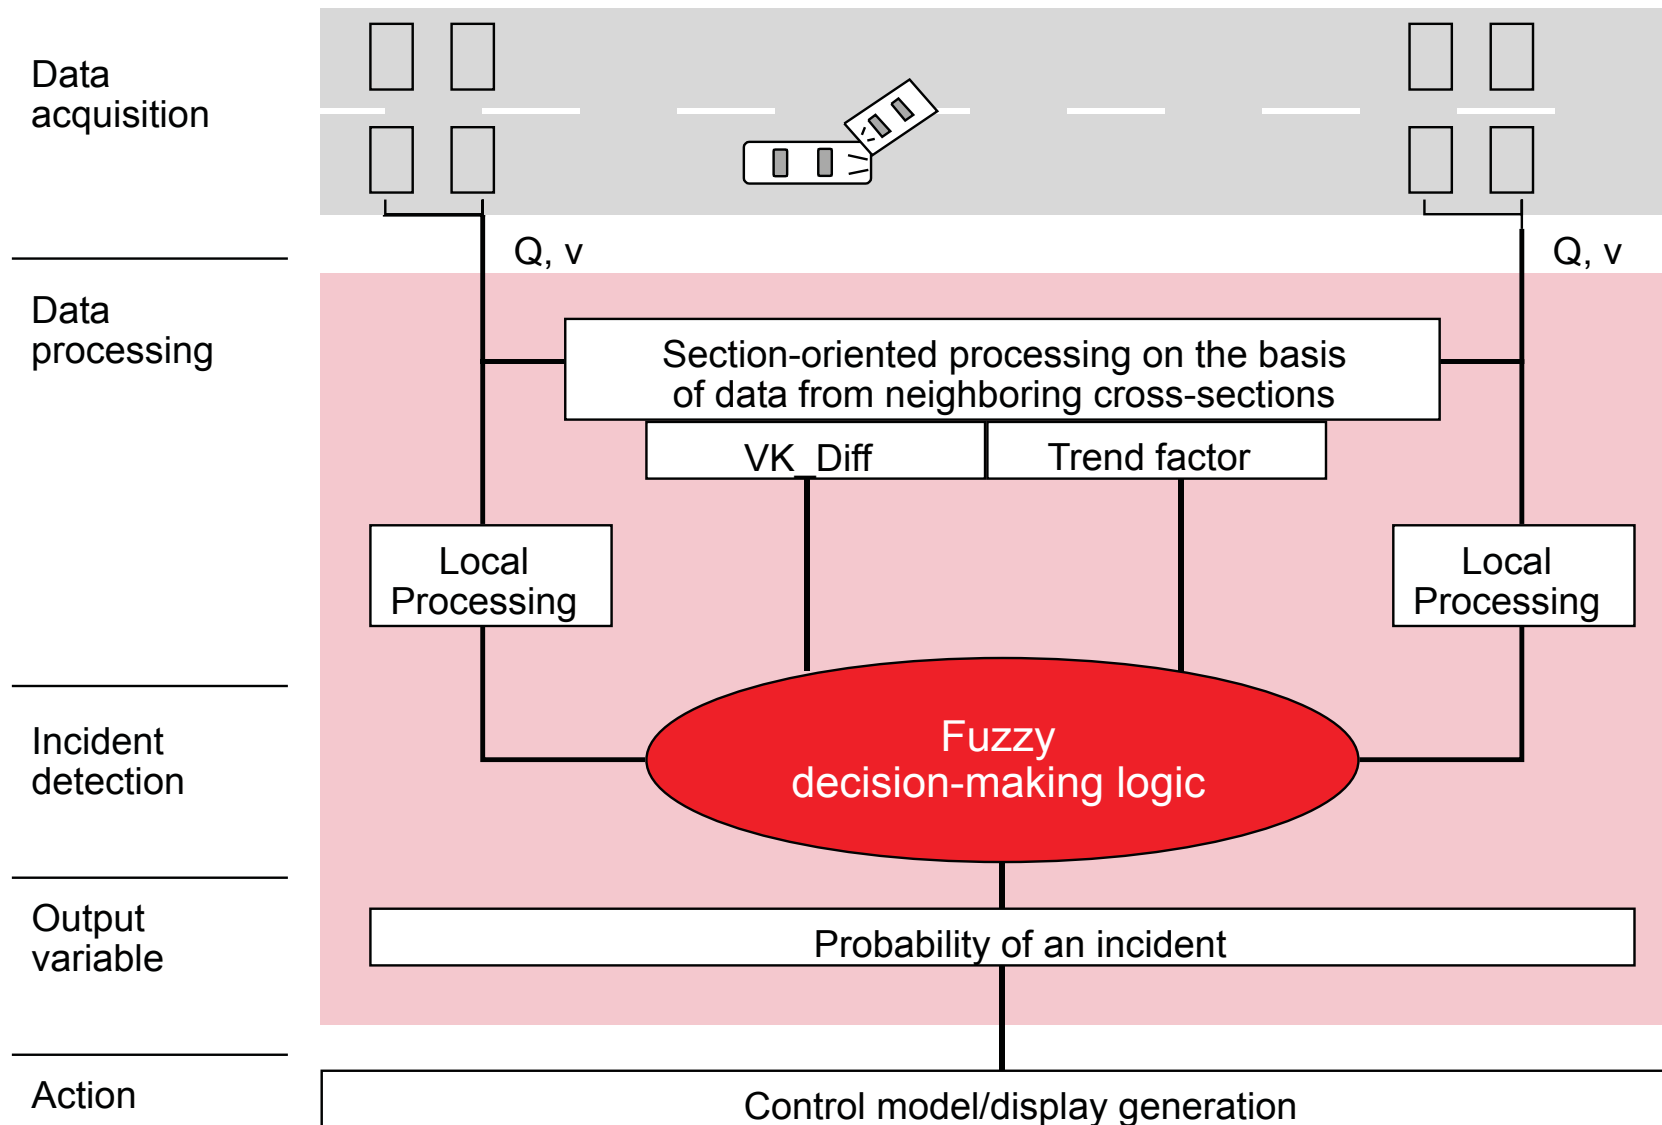 Data
acquisition
Q, v
Q, v
Data
processing
Section-oriented processing on the basis
of data from neighboring cross-sections
VK_Diff
Trend factor
Local
Processing
Local
Processing
Incident
detection
Fuzzy
decision-making logic
Output
variable
Probability of an incident
Action
Control model/display generation